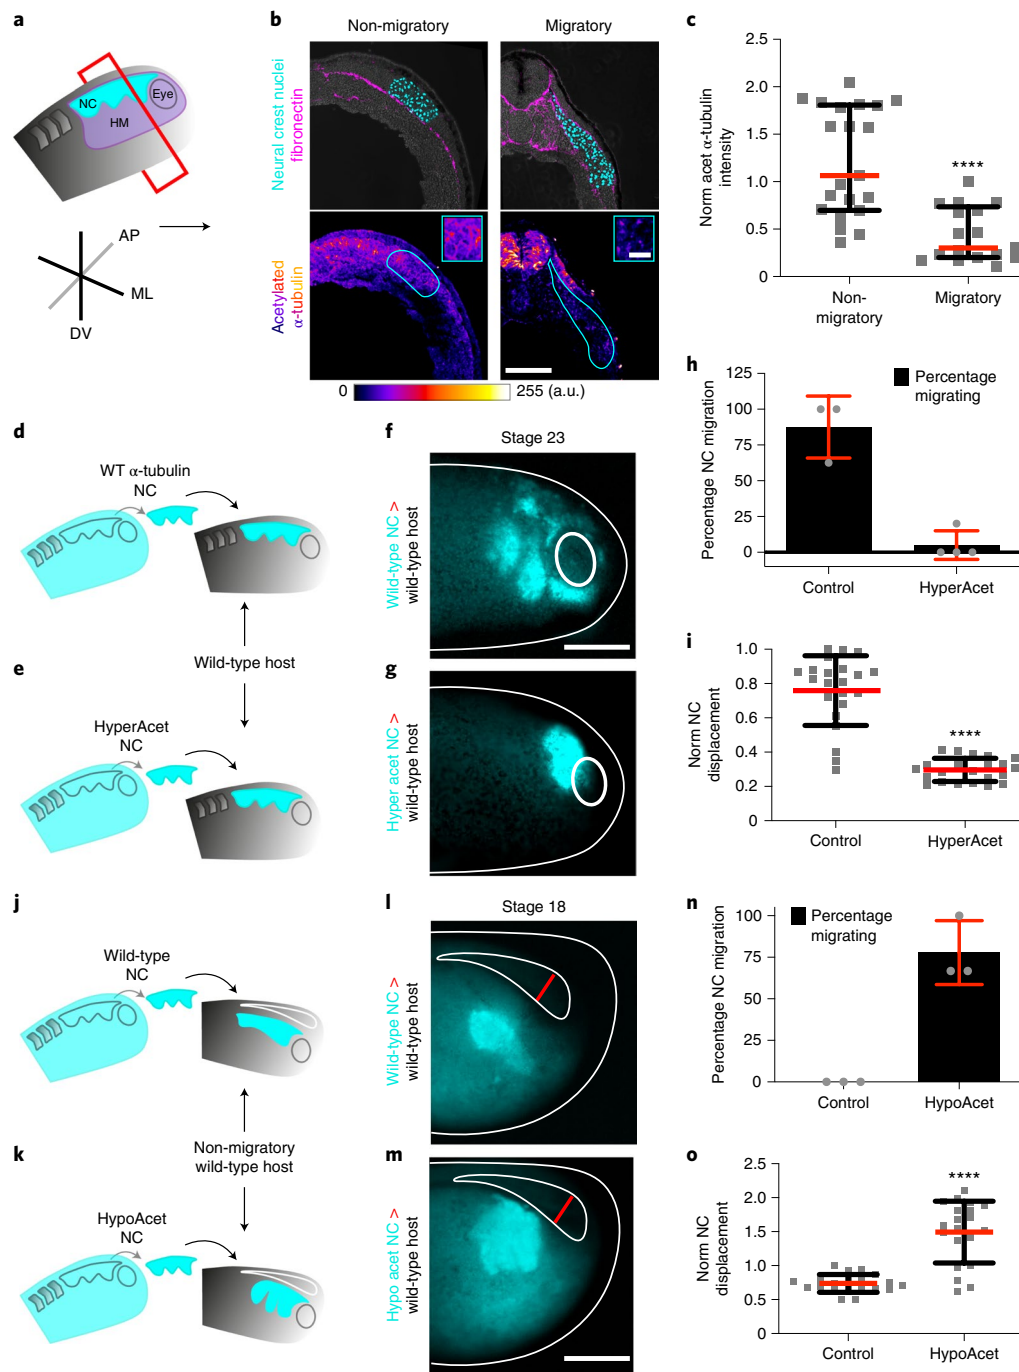 a
NC
Eye
HM
AP
ML
DV
b
Non-migratory
Migratory
Neural crest nuclei
fibronectin
Acetylated
α-tubulin
0
255 (a.u.)
c
Norm acet α-tubulin
intensity
2.5
2.0
1.5
1.0
0.5
0
****
Non-
migratory
Migratory
d
WT α-tubulin
NC
Wild-type host
e
HyperAcet
NC
f
Stage 23
Wild-type NC >
wild-type host
g
Hyper acet NC >
wild-type host
h
Percentage NC migration
125
100
75
50
25
0
Percentage
migrating
Control
HyperAcet
i
Norm NC
displacement
1.0
0.8
0.6
0.4
0.2
0
****
Control
HyperAcet
j
Wild-type
NC
Non-migratory
wild-type host
k
HypoAcet
NC
l
Stage 18
Wild-type NC >
wild-type host
m
Hypo acet NC >
wild-type host
n
Percentage NC migration
100
75
50
25
0
Percentage
migrating
Control
HypoAcet
o
Norm NC
displacement
2.5
2.0
1.5
1.0
0.5
0
****
Control
HypoAcet